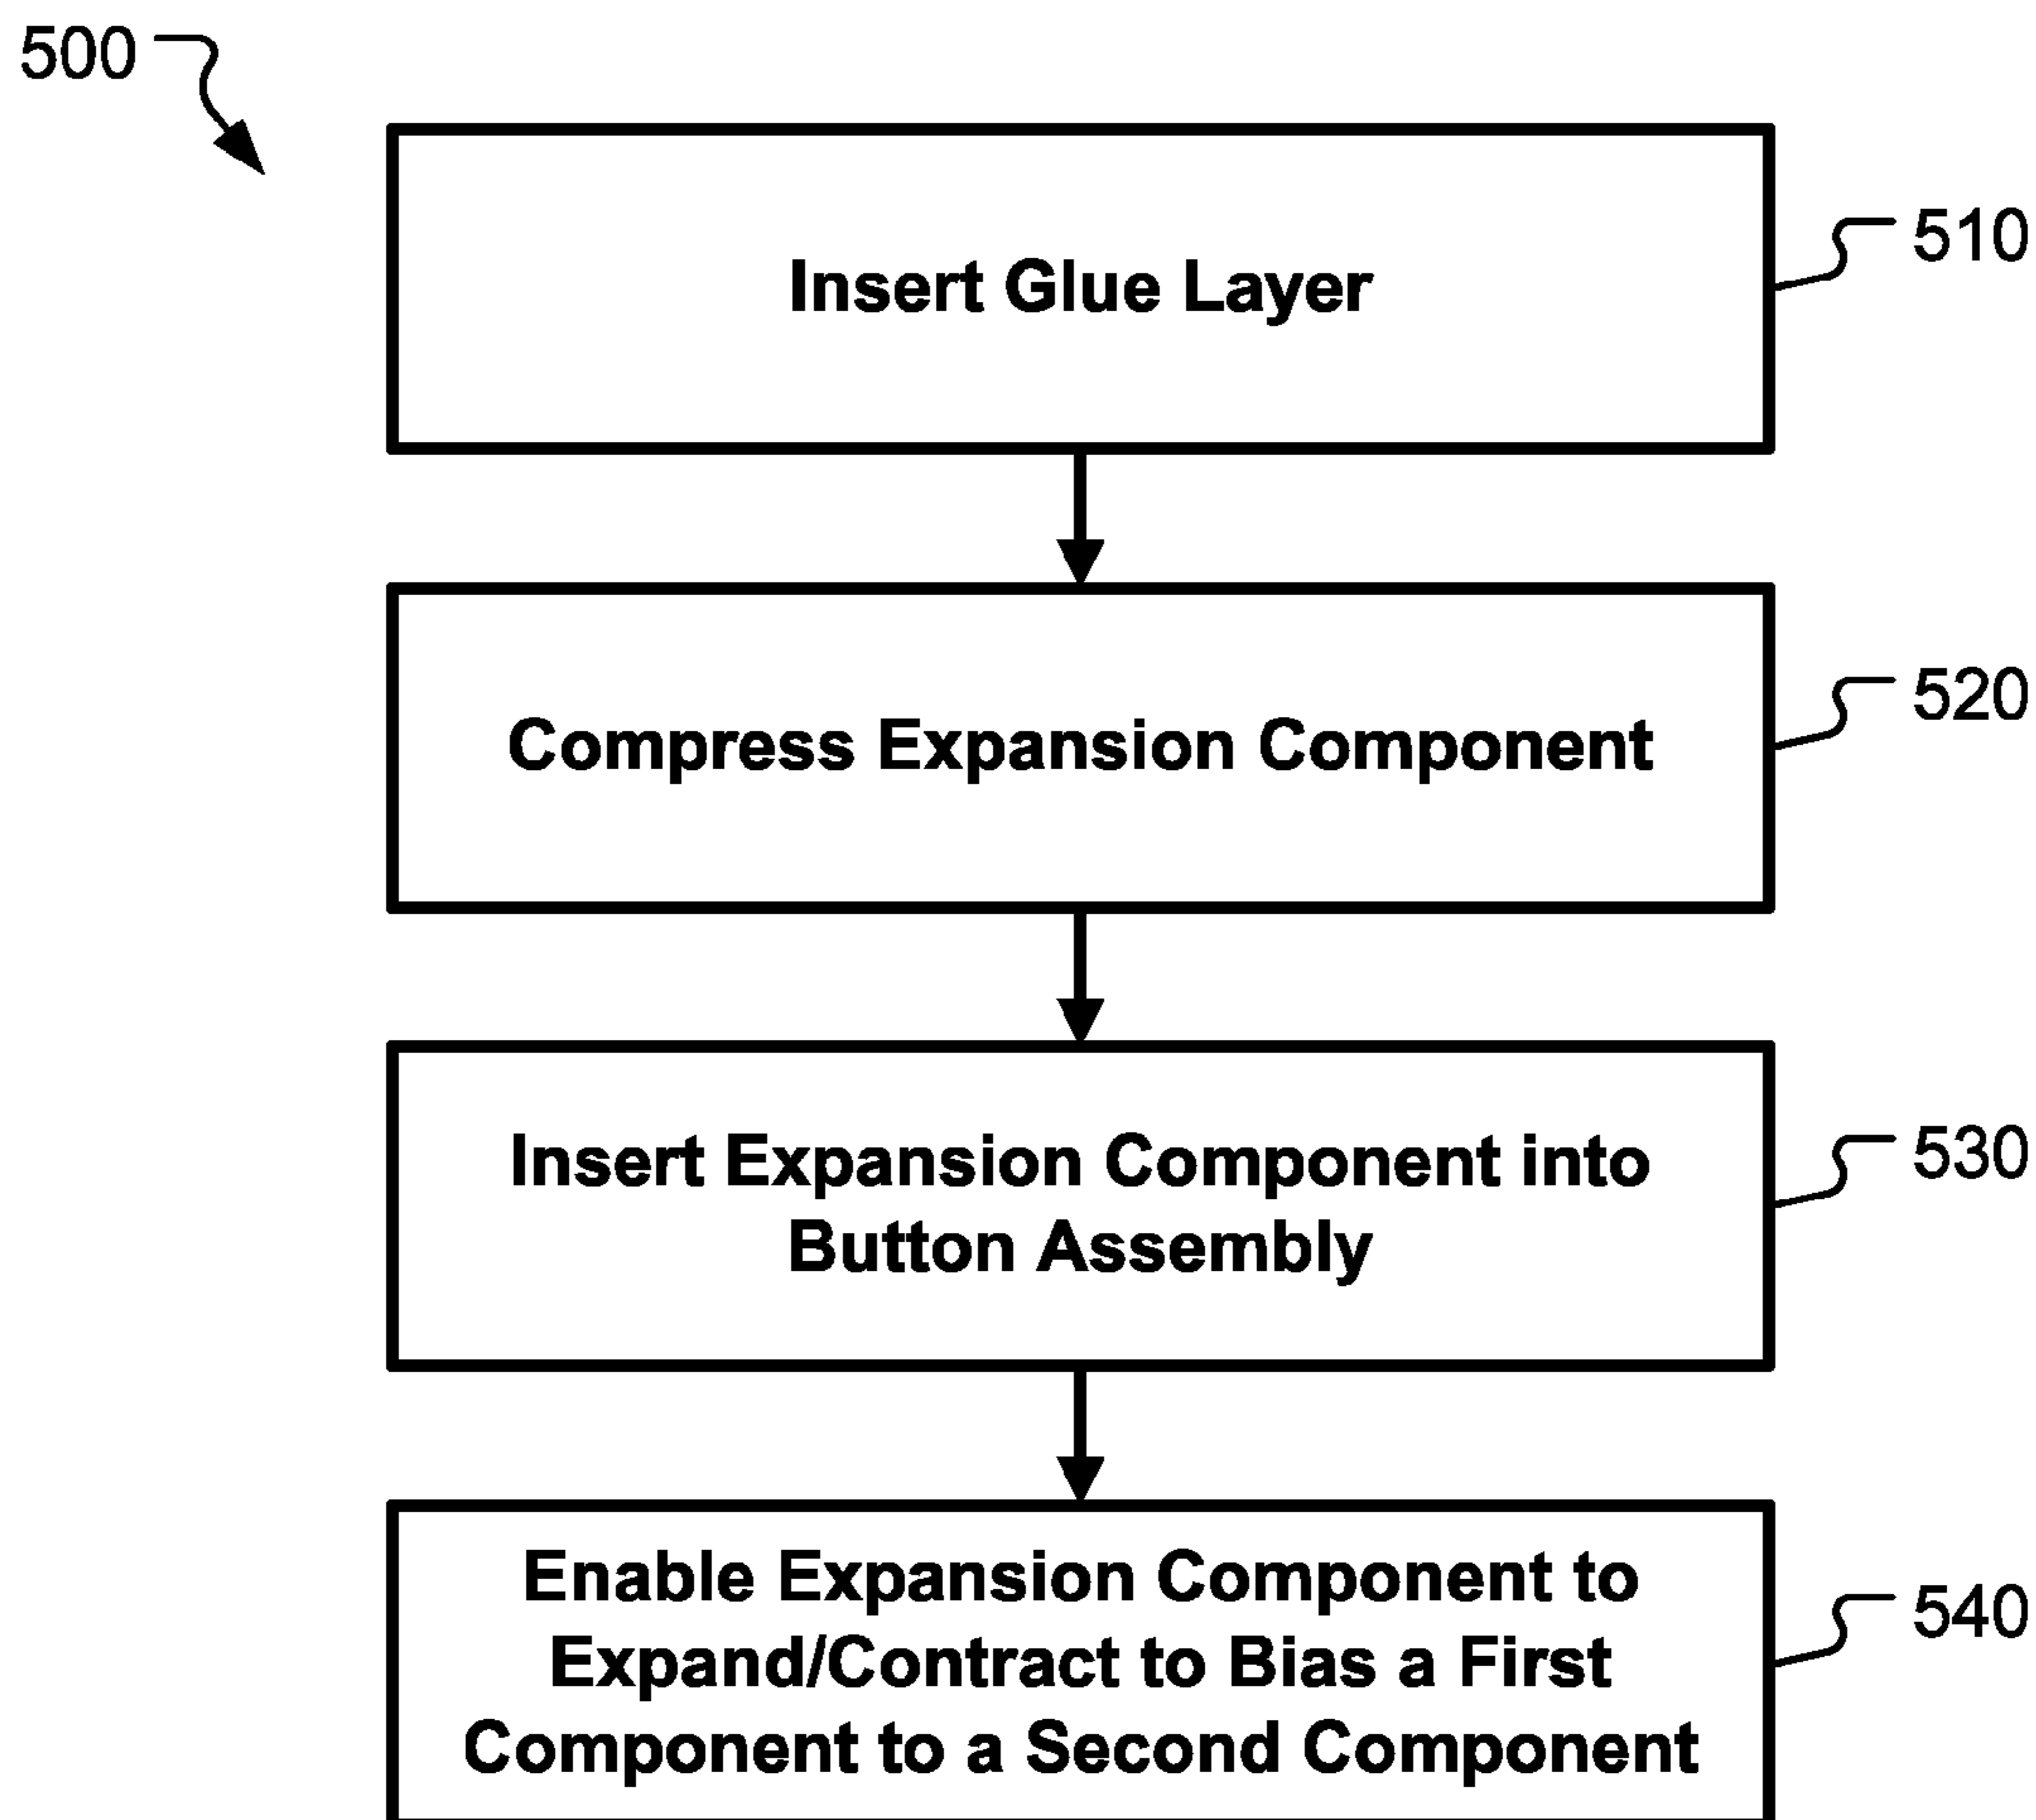 500
Insert Glue Layer
510
Compress Expansion Component
520
Insert Expansion Component into
Button Assembly
530
Enable Expansion Component to
Expand/Contract to Bias a First
Component to a Second Component
540